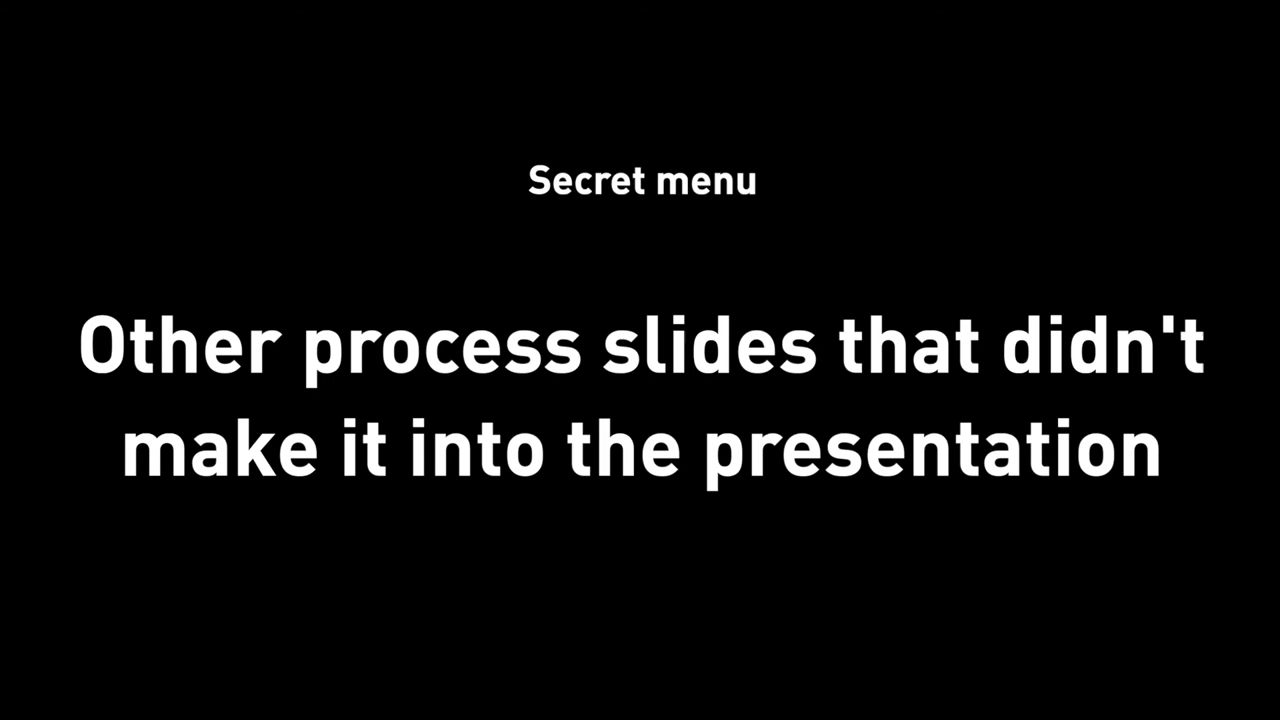 Secret menu
Other process slides that didn't
make it into the presentation